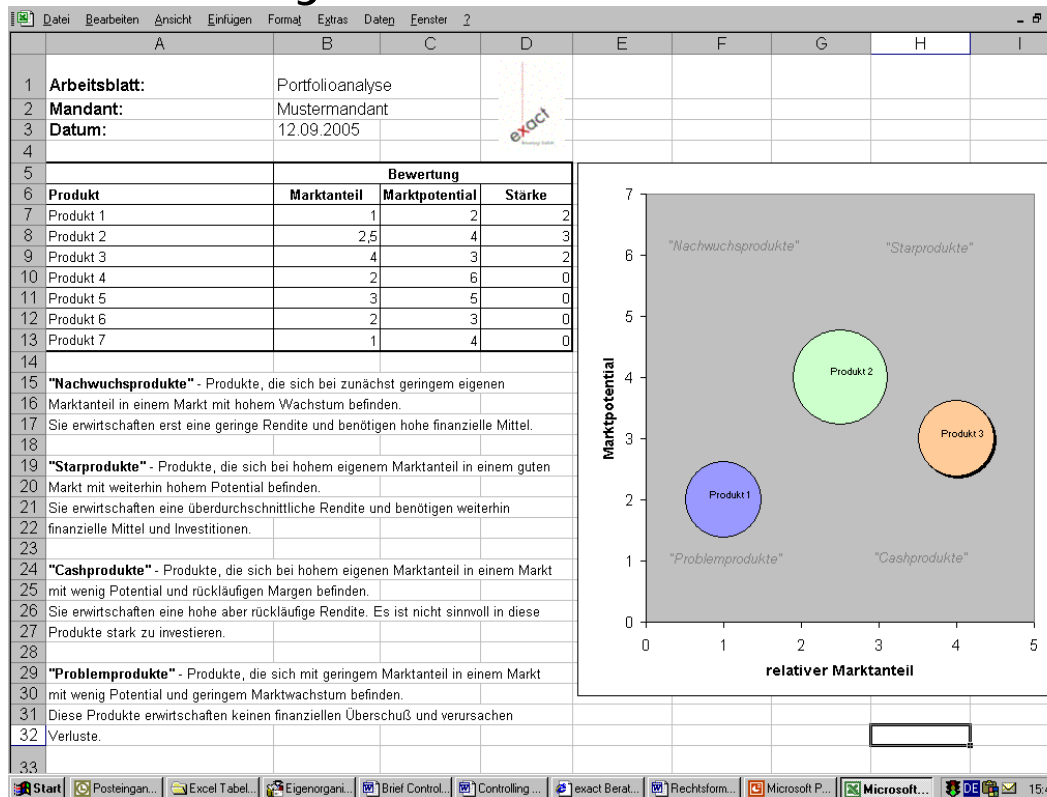 Datei Bearbeiten Ansicht Einfügen Format Extras Daten Fenster ?
A B C D E F G H I
1 Arbeitsblatt: Portfolioanalyse
2 Mandant: Mustermandant
3 Datum: 12.09.2005
exact
4
5 Bewertung
6 Produkt Marktanteil Marktpotential Stärke
7 Produkt 1 1 2 2
8 Produkt 2 2,5 4 3
9 Produkt 3 4 3 2
10 Produkt 4 2 6 0
11 Produkt 5 3 5 0
12 Produkt 6 2 3 0
13 Produkt 7 1 4 0
14
15 "Nachwuchsprodukte" - Produkte, die sich bei zunächst geringem eigenen
16 Marktanteil in einem Markt mit hohem Wachstum befinden.
17 Sie erwirtschaften erst eine geringe Rendite und benötigen hohe finanzielle Mittel.
18
19 "Starprodukte" - Produkte, die sich bei hohem eigenem Marktanteil in einem guten
20 Markt mit weiterhin hohem Potential befinden.
21 Sie erwirtschaften eine überdurchschnittliche Rendite und benötigen weiterhin
22 finanzielle Mittel und Investitionen.
23
24 "Cashprodukte" - Produkte, die sich bei hohem eigenen Marktanteil in einem Markt
25 mit wenig Potential und rückläufigen Margen befinden.
26 Sie erwirtschaften eine hohe aber rückläufige Rendite. Es ist nicht sinnvoll in diese
27 Produkte stark zu investieren.
28
29 "Problemprodukte" - Produkte, die sich mit geringem Marktanteil in einem Markt
30 mit wenig Potential und geringem Marktwachstum befinden.
31 Diese Produkte erwirtschaften keinen finanziellen Überschuß und verursachen
32 Verluste.
33
Marktpotential
7
6
5
4
3
2
1
0
"Nachwuchsprodukte" "Starprodukte"
Produkt 2
Produkt 3
Produkt 1
"Problemprodukte" "Cashprodukte"
0 1 2 3 4 5
relativer Marktanteil
Start Posteingan... Excel Tabel... Eigenorgani... Brief Control... Controlling ... exact Berat... Rechtsform... Microsoft P... Microsoft... DE